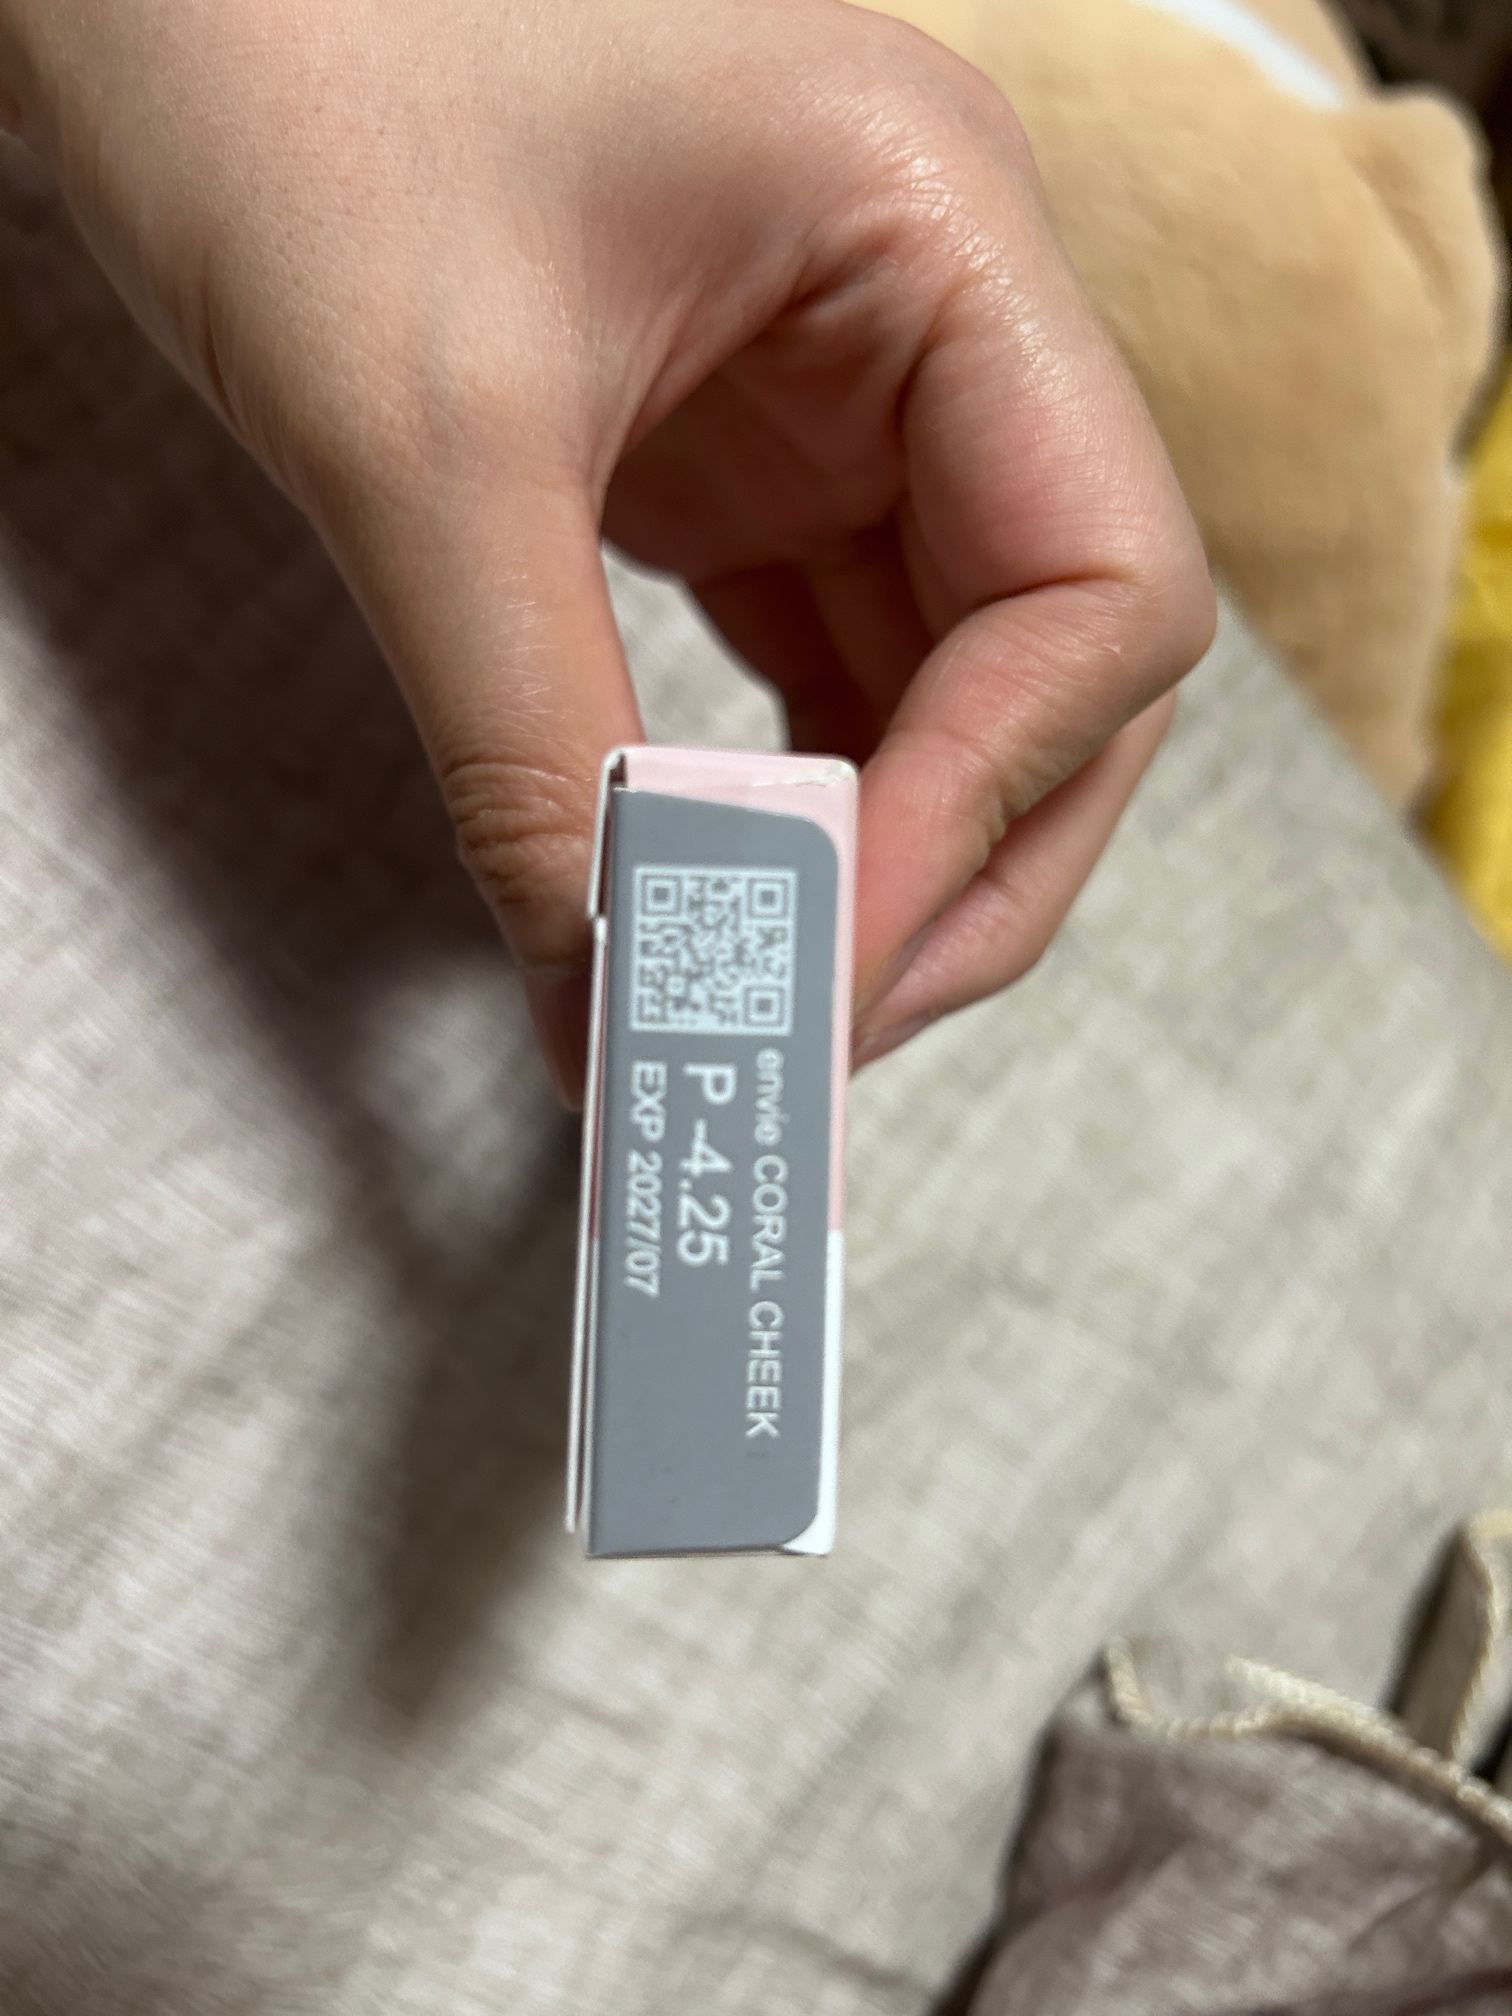 envie CORAL CHEEK
P -4.25
EXP 2027/07